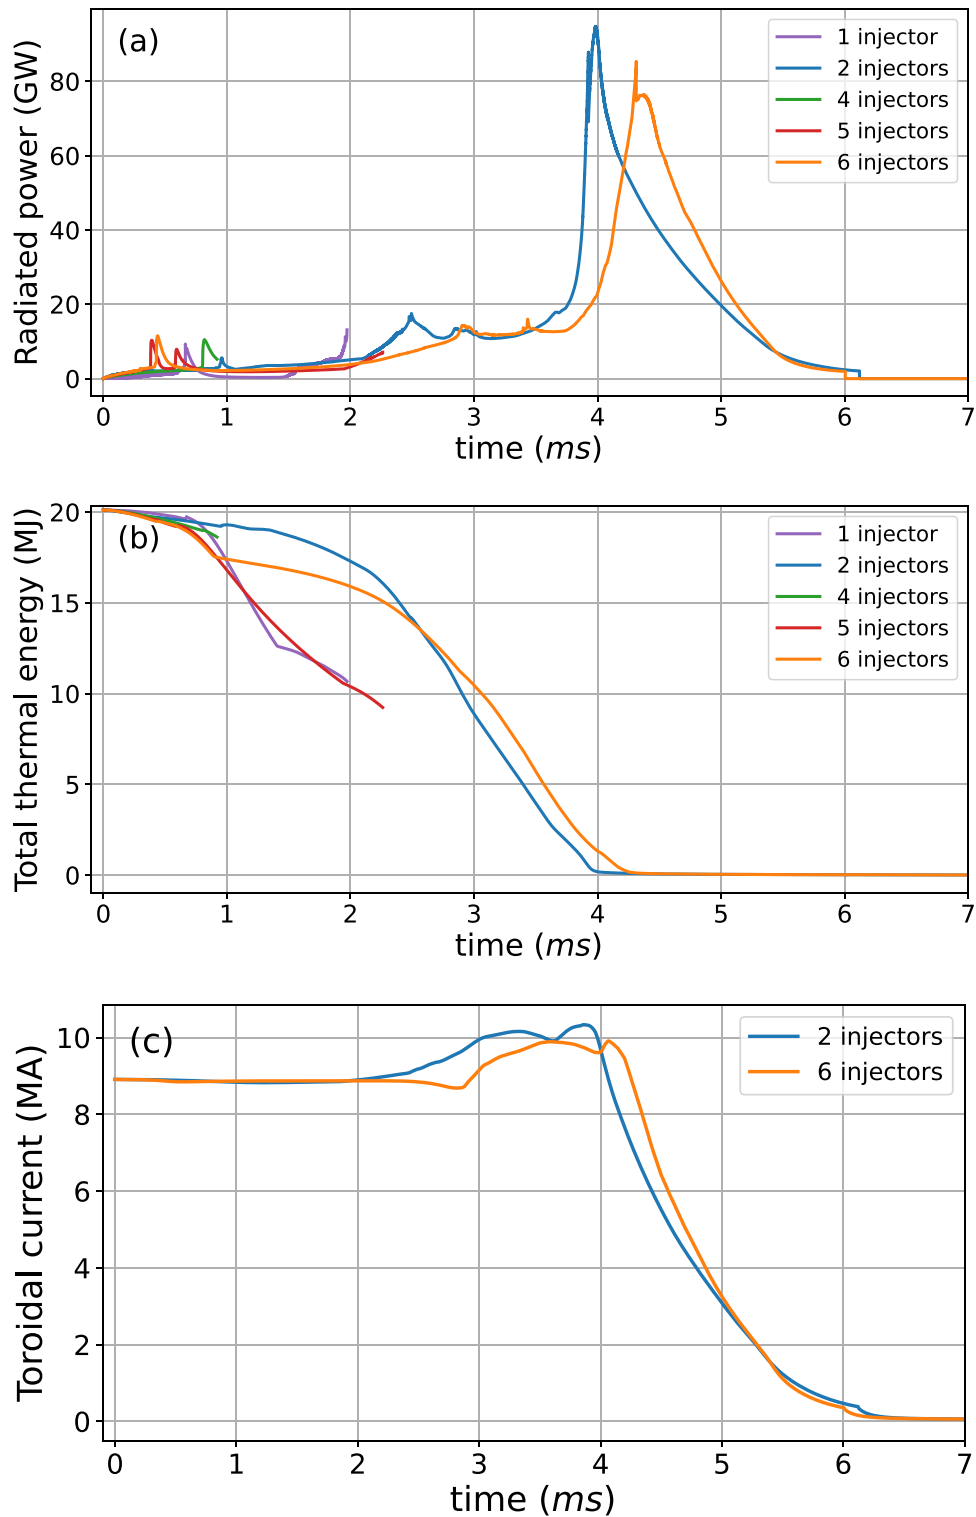 (a)
Radiated power (GW)
80
60
40
20
0
1 injector
2 injectors
4 injectors
5 injectors
6 injectors
0 1 2 3 4 5 6 7
time (ms)
(b)
Total thermal energy (MJ)
20
15
10
5
0
1 injector
2 injectors
4 injectors
5 injectors
6 injectors
0 1 2 3 4 5 6 7
time (ms)
(c)
Toroidal current (MA)
10
8
6
4
2
0
2 injectors
6 injectors
0 1 2 3 4 5 6 7
time (ms)